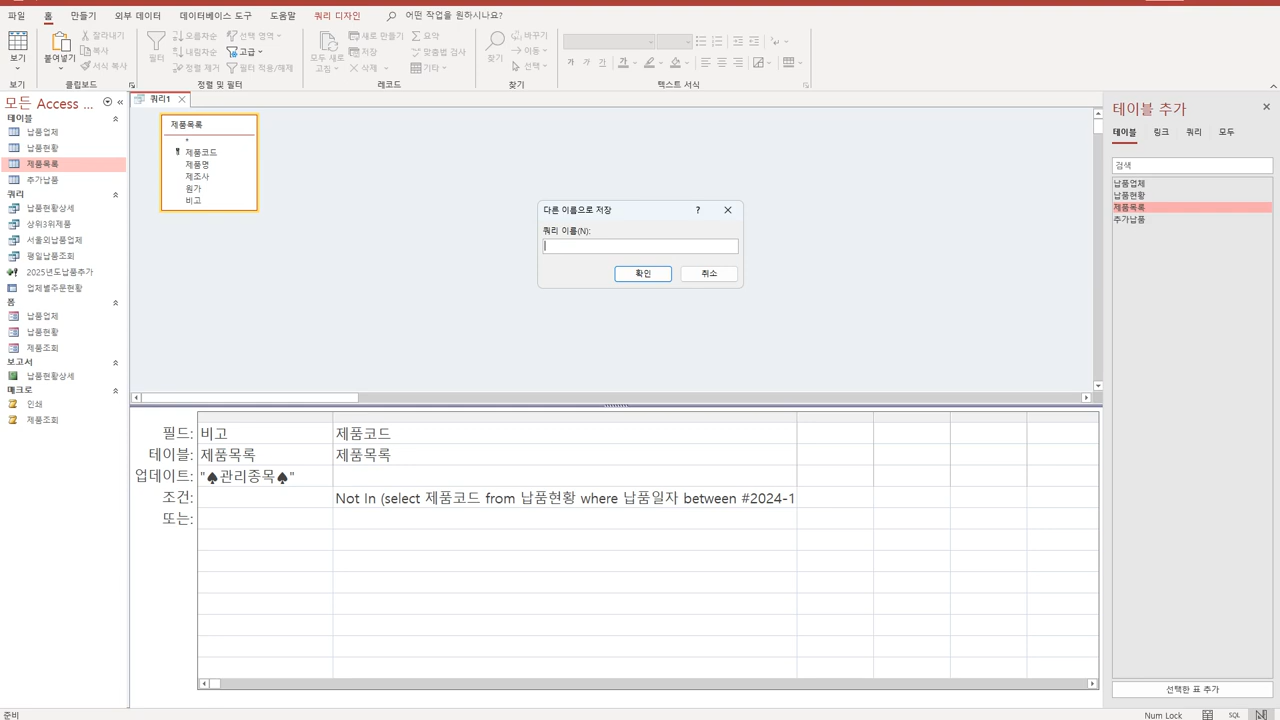 파일 홈 만들기 외부 데이터 데이터베이스 도구 도움말 쿼리 디자인 어떤 작업을 원하시나요?
보기
붙여넣기
잘라내기
복사
서식 복사
필터
오름차순
내림차순
정렬 제거
선택 영역
고급
필터 적용/해제
모두 새로 고침
새로 만들기
저장
삭제
요약
맞춤법 검사
기타
찾기
바꾸기
이동
선택
가 가 가
보기 클립보드 정렬 및 필터 레코드 찾기 텍스트 서식
모든 Access ...
테이블
납품업체
납품현황
제품목록
추가납품
쿼리
납품현황상세
상위3위제품
서울외납품업체
평일납품조회
2025년도납품추가
업체별주문현황
폼
납품업체
납품현황
제품조회
보고서
납품현황상세
매크로
인쇄
제품조회
쿼리1
제품목록
*
제품코드
제품명
제조사
원가
비고
다른 이름으로 저장 ?
쿼리 이름(N):
확인 취소
필드: 비고 제품코드
테이블: 제품목록 제품목록
업데이트: "♠관리종목♠"
조건: Not In (select 제품코드 from 납품현황 where 납품일자 between #2024-1
또는:
테이블 추가
테이블 링크 쿼리 모두
검색
납품업체
납품현황
제품목록
추가납품
선택한 표 추가
준비 Num Lock SQL